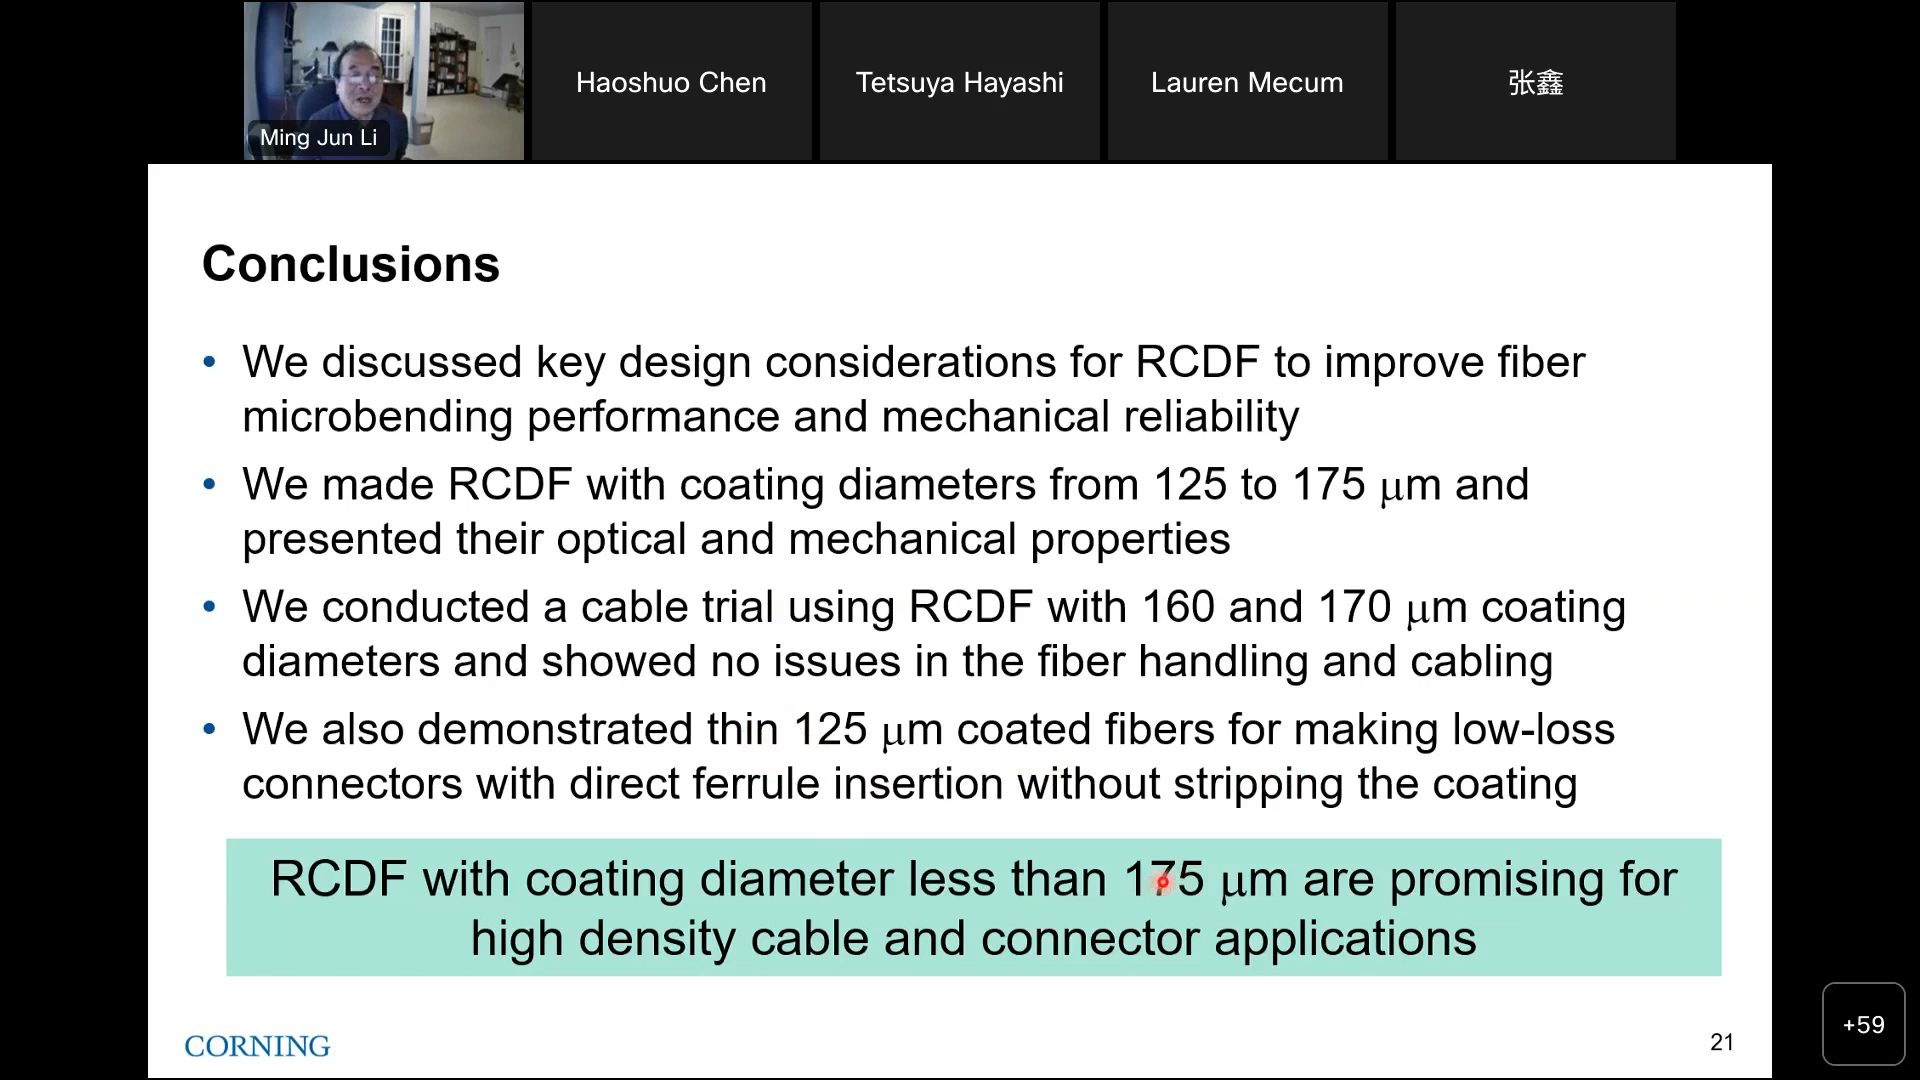 Ming Jun Li
Haoshuo Chen
Tetsuya Hayashi
Lauren Mecum
张鑫
Conclusions
• We discussed key design considerations for RCDF to improve fiber
microbending performance and mechanical reliability
• We made RCDF with coating diameters from 125 to 175 μm and
presented their optical and mechanical properties
• We conducted a cable trial using RCDF with 160 and 170 μm coating
diameters and showed no issues in the fiber handling and cabling
• We also demonstrated thin 125 μm coated fibers for making low-loss
connectors with direct ferrule insertion without stripping the coating
RCDF with coating diameter less than 175 μm are promising for
high density cable and connector applications
CORNING
21
+59